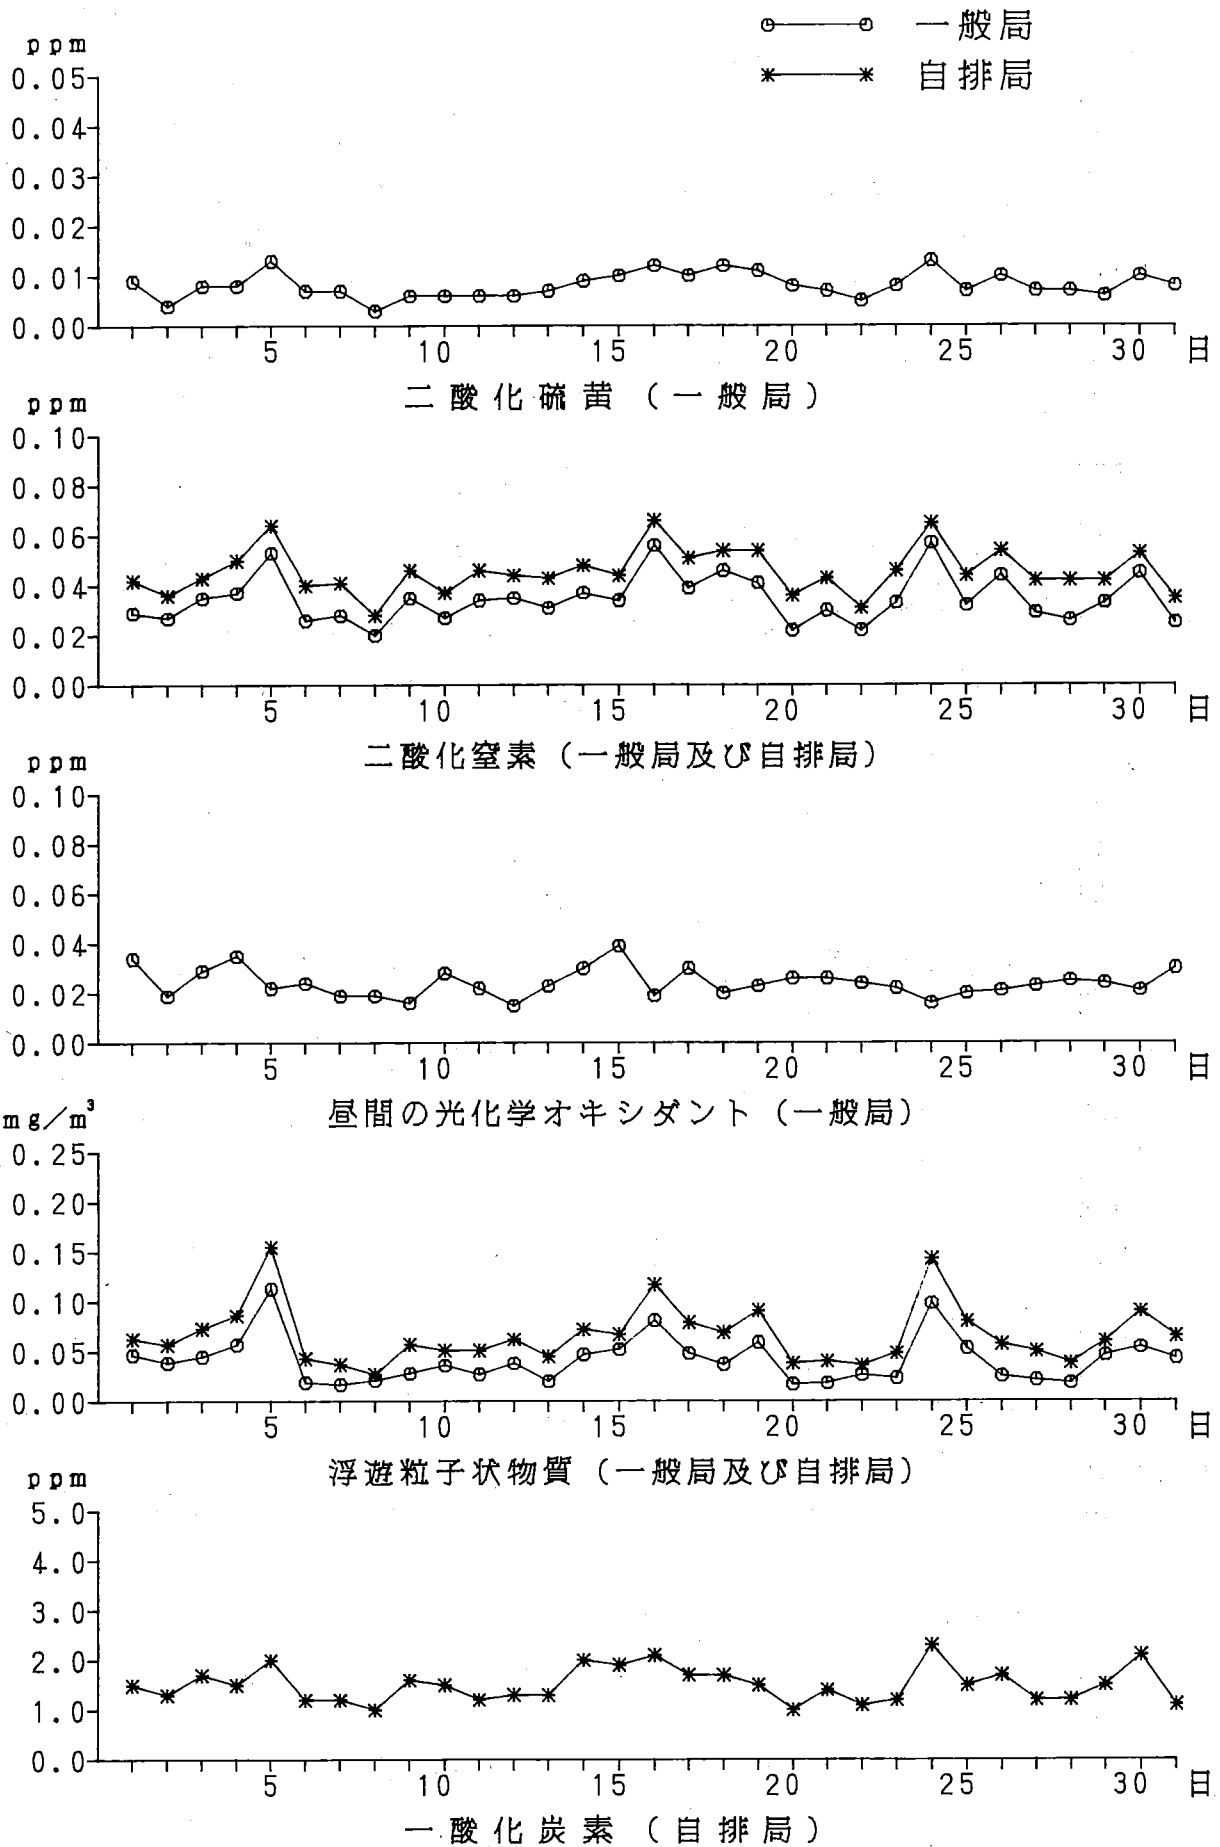 一般局
自排局
ppm
0.05
0.04
0.03
0.02
0.01
0.00
5 10 15 20 25 30 日
二酸化硫黄（一般局）
ppm
0.10
0.08
0.06
0.04
0.02
0.00
5 10 15 20 25 30 日
二酸化窒素（一般局及び自排局）
ppm
0.10
0.08
0.06
0.04
0.02
0.00
5 10 15 20 25 30 日
昼間の光化学オキシダント（一般局）
mg/m³
0.25
0.20
0.15
0.10
0.05
0.00
5 10 15 20 25 30 日
浮遊粒子状物質（一般局及び自排局）
ppm
5.0
4.0
3.0
2.0
1.0
0.0
5 10 15 20 25 30 日
一酸化炭素（自排局）